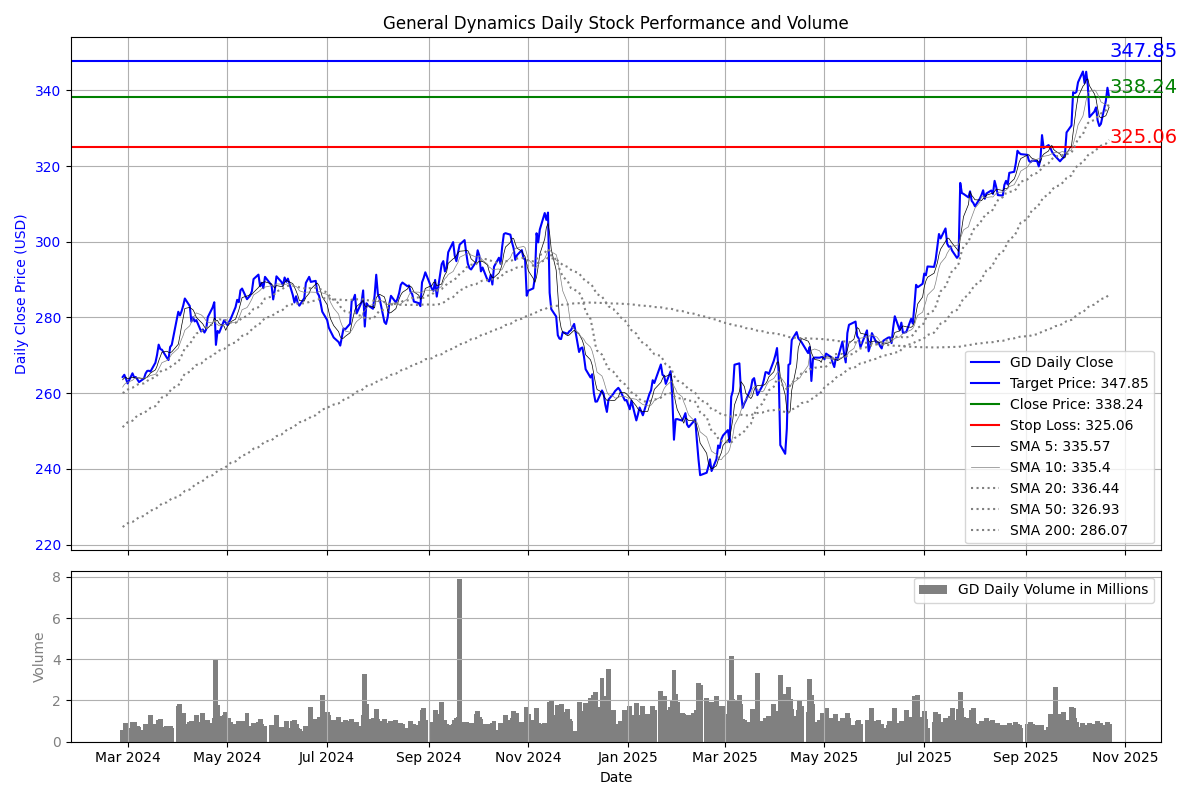 General Dynamics Daily Stock Performance and Volume
347.85
338.24
325.06
Daily Close Price (USD)
340
320
300
280
260
240
220
GD Daily Close
Target Price: 347.85
Close Price: 338.24
Stop Loss: 325.06
SMA 5: 335.57
SMA 10: 335.4
SMA 20: 336.44
SMA 50: 326.93
SMA 200: 286.07
Volume
8
6
4
2
0
GD Daily Volume in Millions
Mar 2024 May 2024 Jul 2024 Sep 2024 Nov 2024 Jan 2025 Mar 2025 May 2025 Jul 2025 Sep 2025 Nov 2025
Date